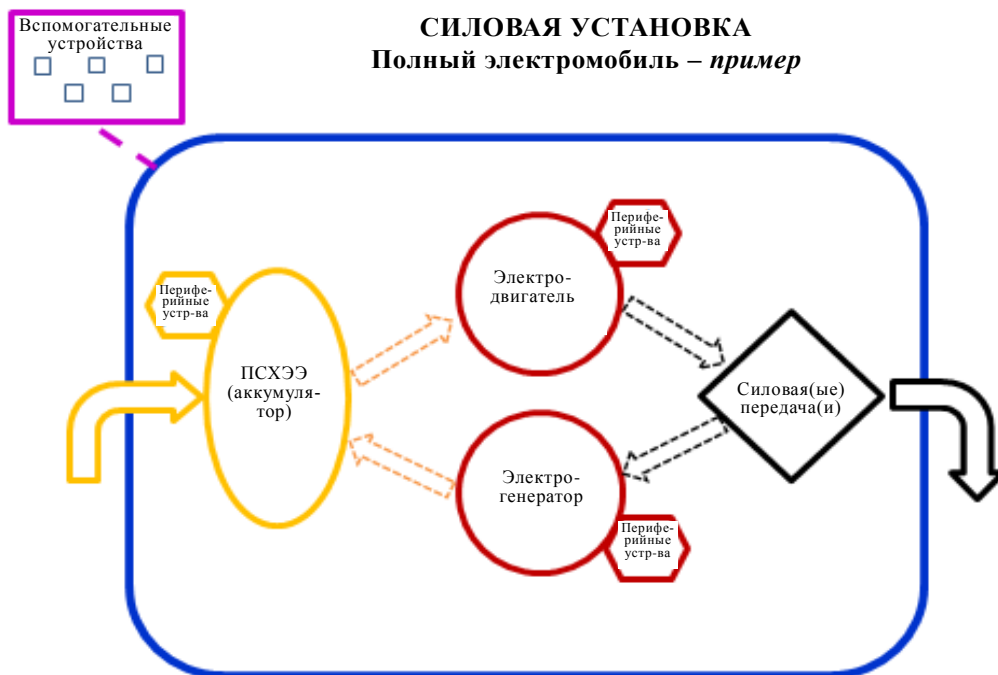 Вспомогательные
устройства
СИЛОВАЯ УСТАНОВКА
Полный электромобиль – пример
Перифе-
рийные
устр-ва
Электро-
двигатель
Перифе-
рийные
устр-ва
ПСХЭЭ
(аккумуля-
тор)
Силовая(ые)
передача(и)
Электро-
генератор
Перифе-
рийные
устр-ва